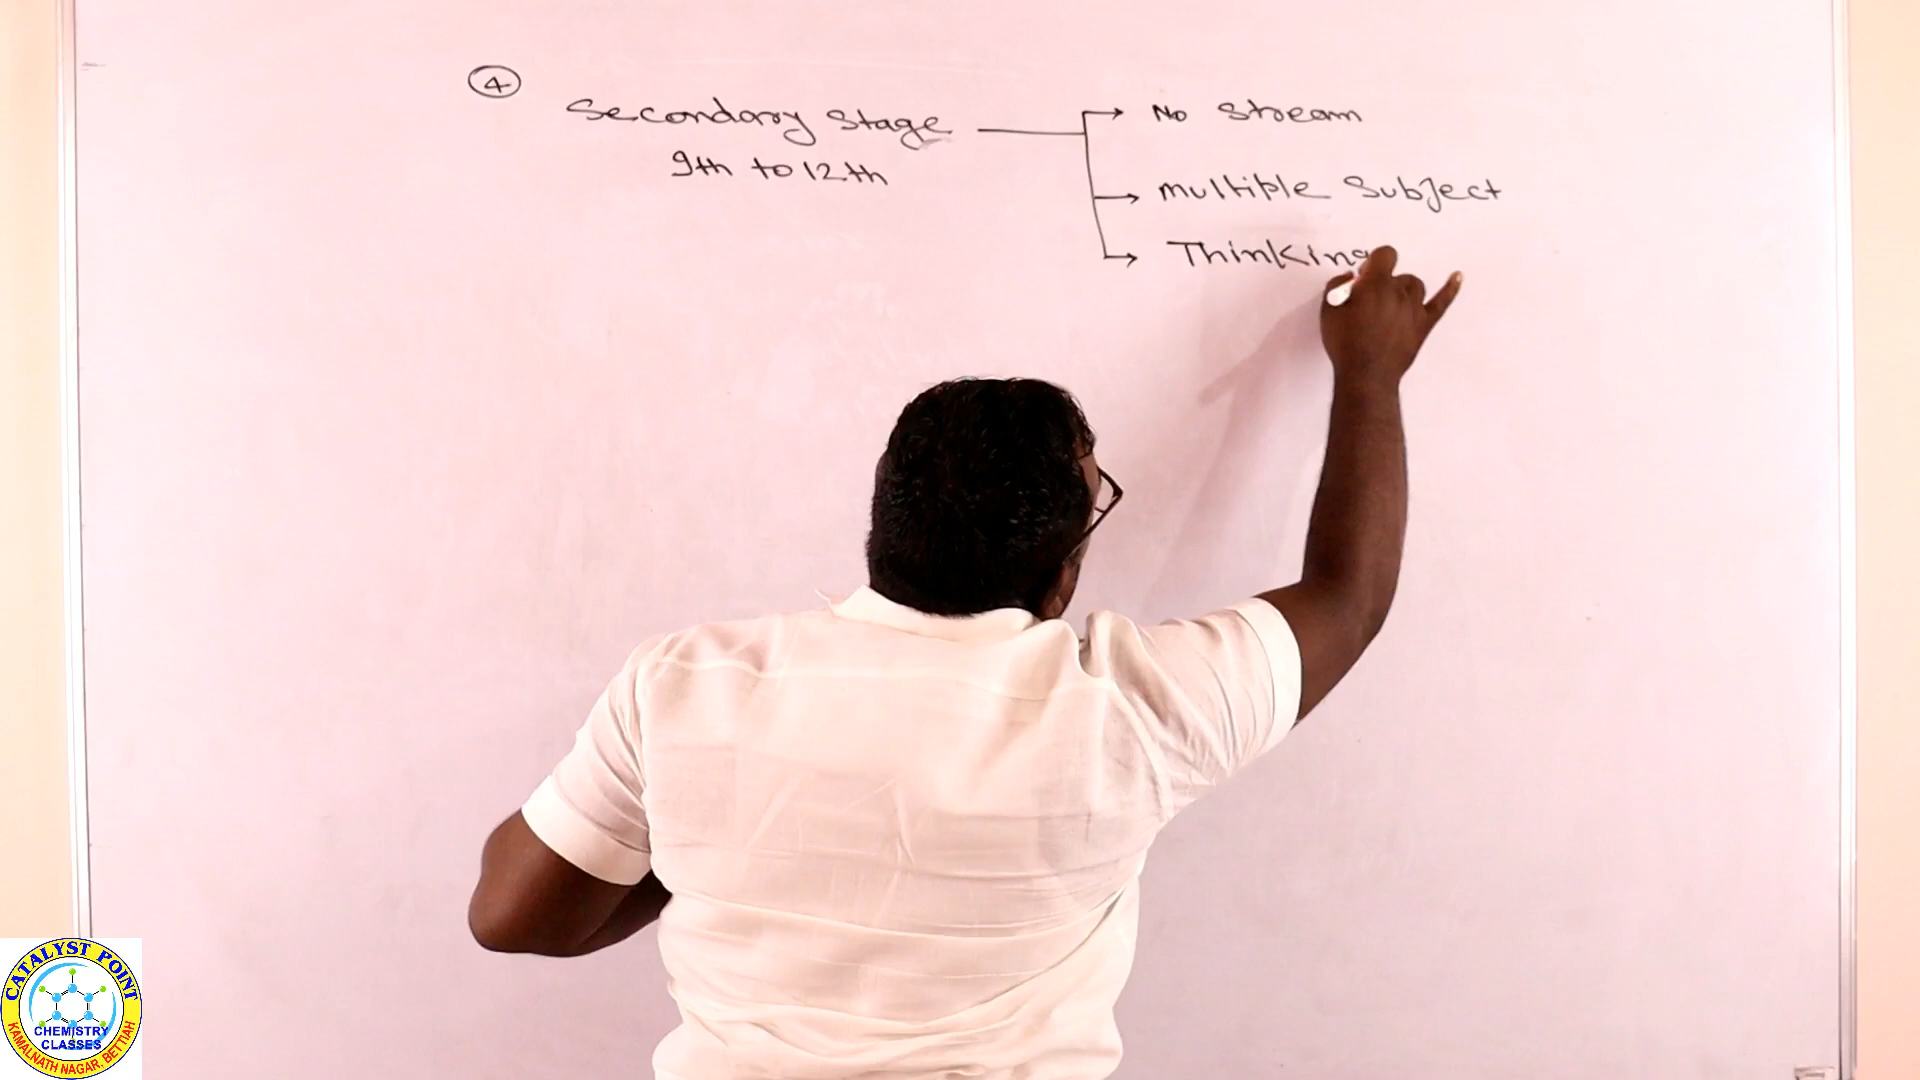 4
Secondary Stage
9th to 12th
No Stream
multiple Subject
Thinking
CATALYST POINT
CHEMISTRY
CLASSES
KAMALNATH NAGAR, BETTIAH